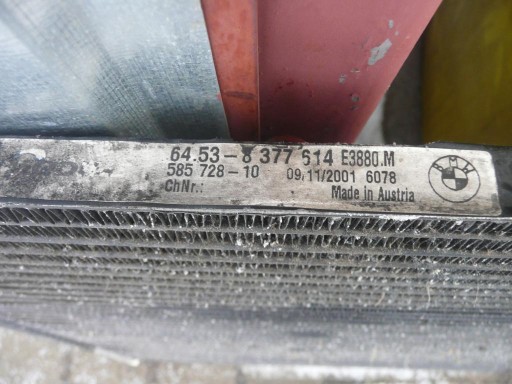 64.53-8 377 614 E3880.M
585 728-10 09/11/2001 6078
ChNr.: Made in Austria
BMW